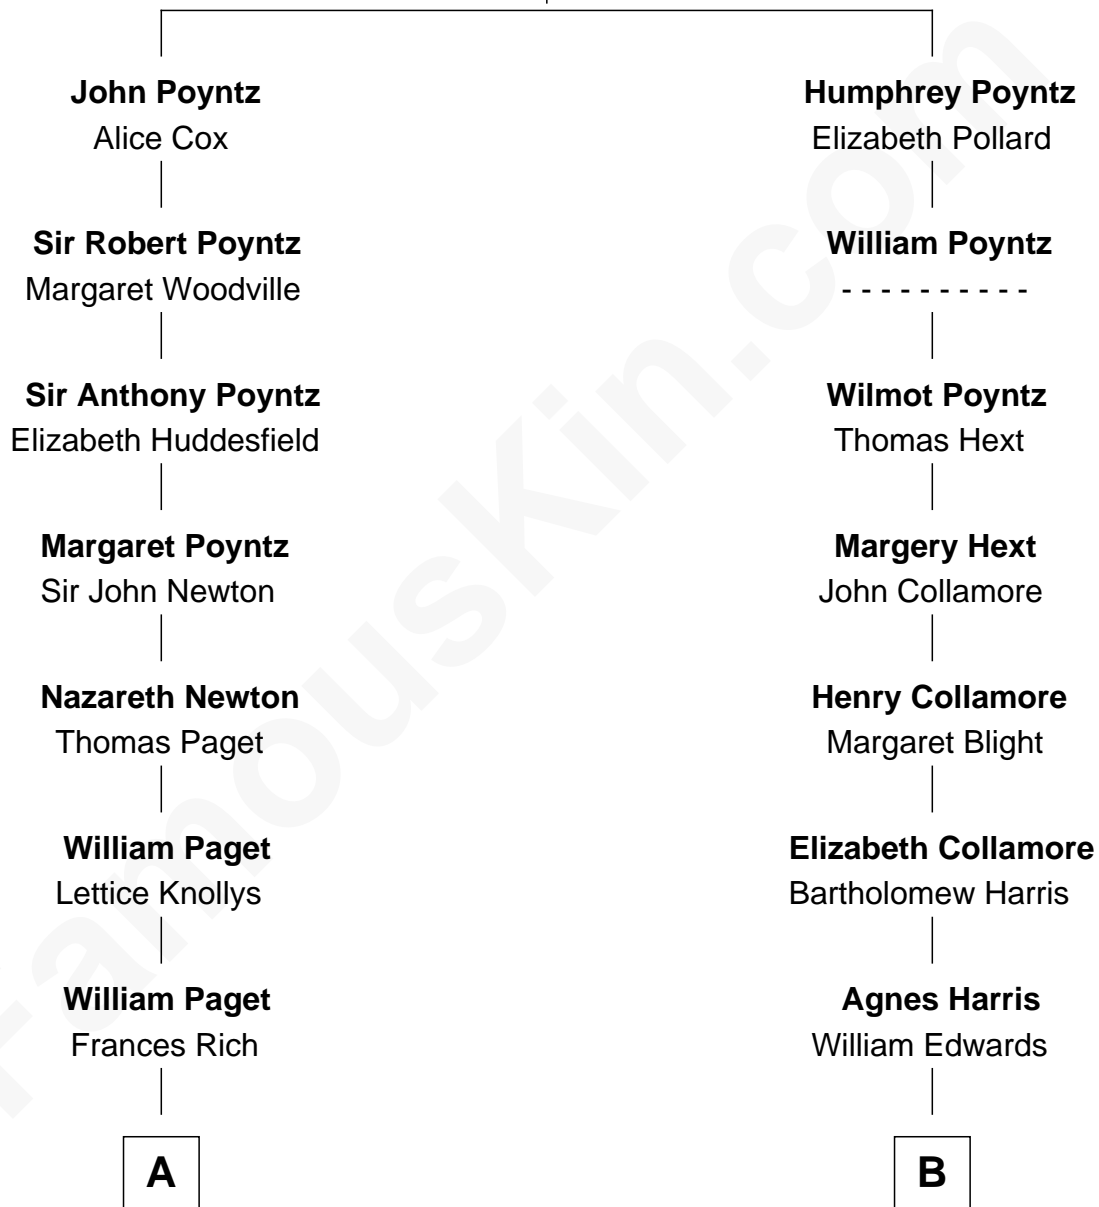 John Poyntz
Alice Cox
Sir Robert Poyntz
Margaret Woodville
Sir Anthony Poyntz
Elizabeth Huddesfield
Margaret Poyntz
Sir John Newton
Nazareth Newton
Thomas Paget
William Paget
Lettice Knollys
William Paget
Frances Rich
A
Humphrey Poyntz
Elizabeth Pollard
William Poyntz
- - - - - - - - - -
Wilmot Poyntz
Thomas Hext
Margery Hext
John Collamore
Henry Collamore
Margaret Blight
Elizabeth Collamore
Bartholomew Harris
Agnes Harris
William Edwards
B
FamousKin.com